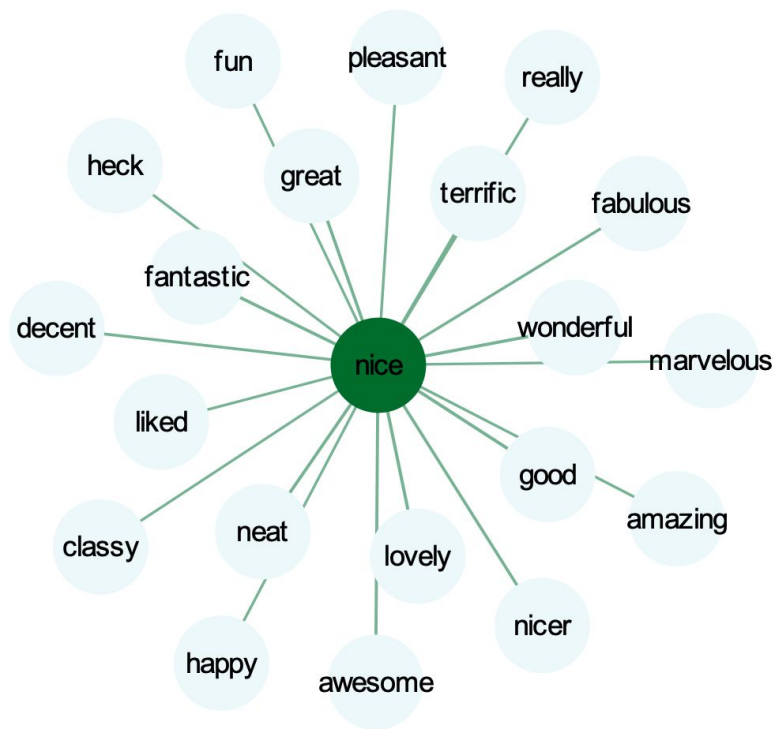 pleasant
fun
really
heck
great
terrific
fabulous
fantastic
decent
wonderful
marvelous
nice
liked
good
amazing
classy
neat
lovely
nicer
happy
awesome